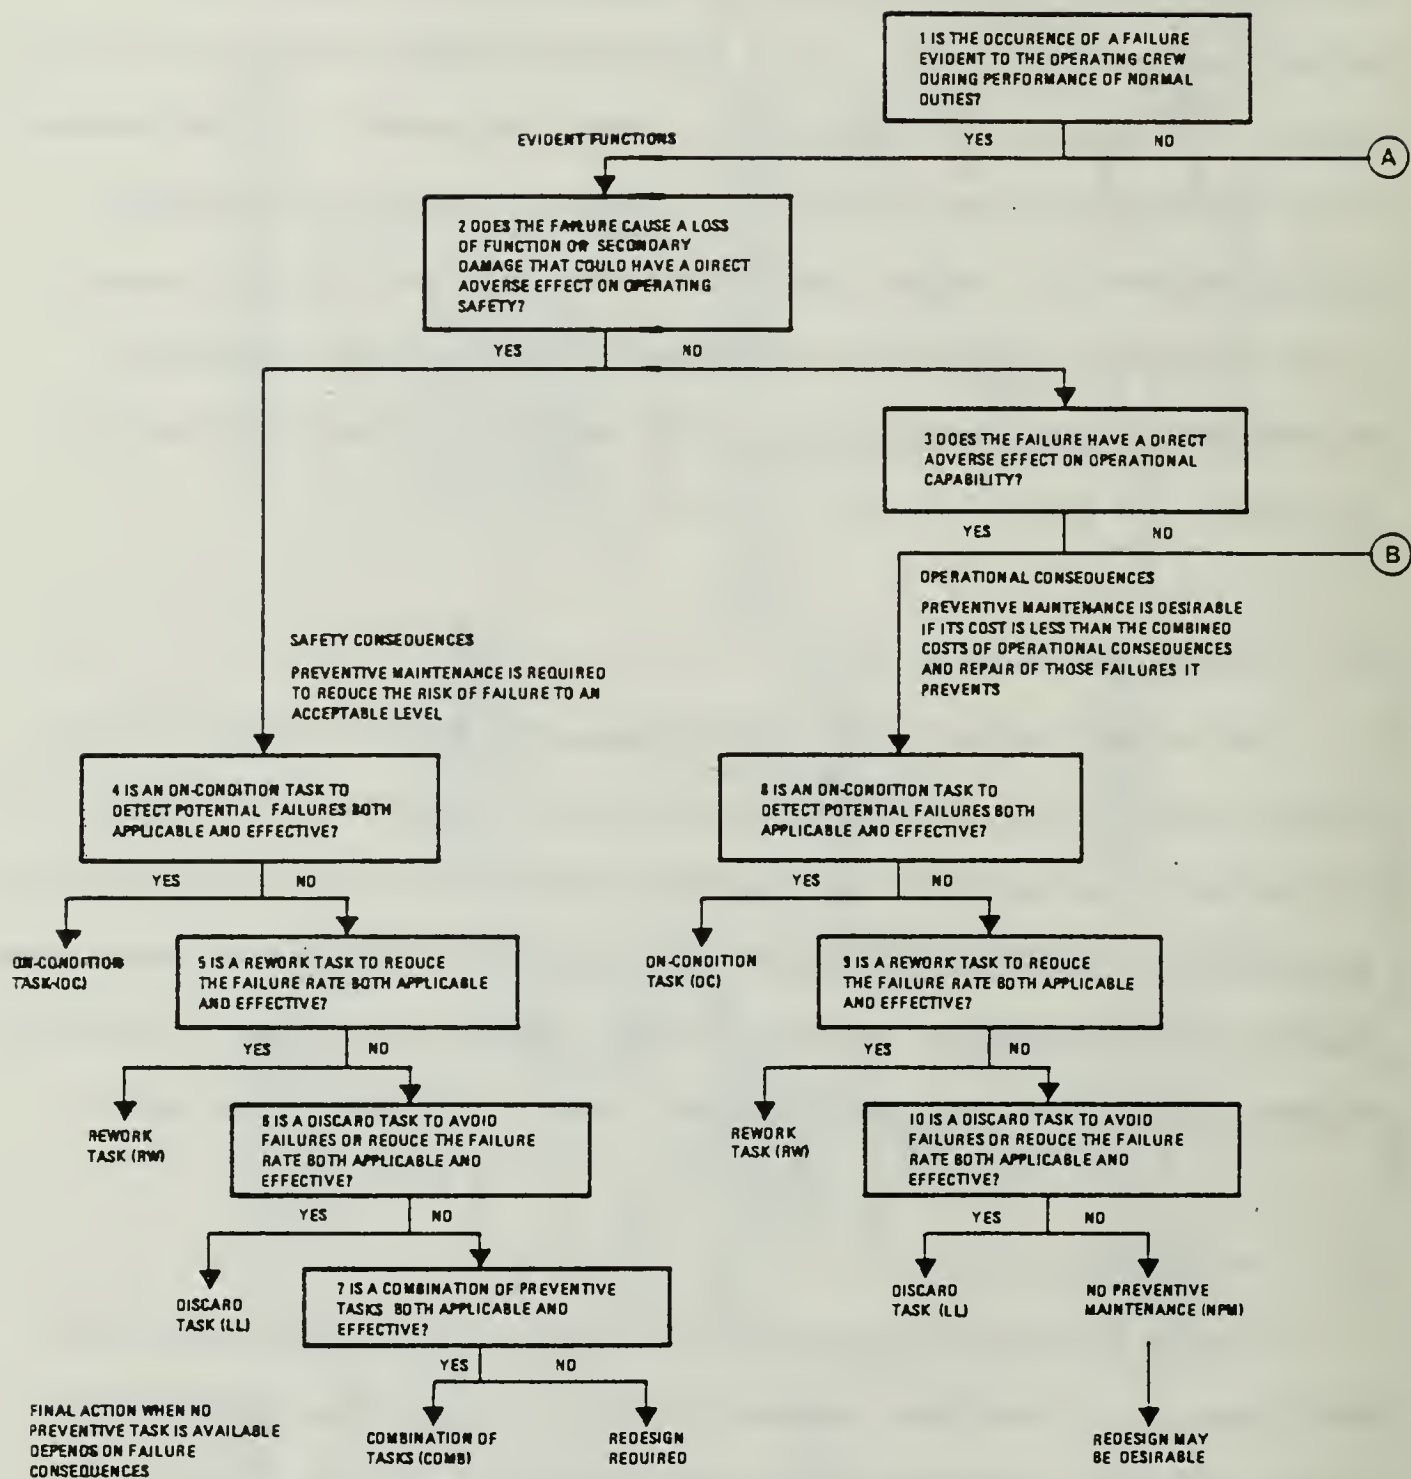 1 IS THE OCCURENCE OF A FAILURE
EVIDENT TO THE OPERATING CREW
DURING PERFORMANCE OF NORMAL
DUTIES?
EVIDENT FUNCTIONS
YES
NO
A
2 DOES THE FAILURE CAUSE A LOSS
OF FUNCTION OR SECONDARY
DAMAGE THAT COULD HAVE A DIRECT
ADVERSE EFFECT ON OPERATING
SAFETY?
YES
NO
3 DOES THE FAILURE HAVE A DIRECT
ADVERSE EFFECT ON OPERATIONAL
CAPABILITY?
YES
NO
B
OPERATIONAL CONSEQUENCES
PREVENTIVE MAINTENANCE IS DESIRABLE
IF ITS COST IS LESS THAN THE COMBINED
COSTS OF OPERATIONAL CONSEQUENCES
AND REPAIR OF THOSE FAILURES IT
PREVENTS
SAFETY CONSEQUENCES
PREVENTIVE MAINTENANCE IS REQUIRED
TO REDUCE THE RISK OF FAILURE TO AN
ACCEPTABLE LEVEL
4 IS AN ON-CONDITION TASK TO
DETECT POTENTIAL FAILURES BOTH
APPLICABLE AND EFFECTIVE?
YES
NO
8 IS AN ON-CONDITION TASK TO
DETECT POTENTIAL FAILURES BOTH
APPLICABLE AND EFFECTIVE?
YES
NO
ON-CONDITION
TASK-(OC)
5 IS A REWORK TASK TO REDUCE
THE FAILURE RATE BOTH APPLICABLE
AND EFFECTIVE?
YES
NO
ON-CONDITION
TASK (OC)
9 IS A REWORK TASK TO REDUCE
THE FAILURE RATE BOTH APPLICABLE
AND EFFECTIVE?
YES
NO
REWORK
TASK (RW)
6 IS A DISCARD TASK TO AVOID
FAILURES OR REDUCE THE FAILURE
RATE BOTH APPLICABLE AND
EFFECTIVE?
YES
NO
REWORK
TASK (RW)
10 IS A DISCARD TASK TO AVOID
FAILURES OR REDUCE THE FAILURE
RATE BOTH APPLICABLE AND
EFFECTIVE?
YES
NO
DISCARD
TASK (LL)
7 IS A COMBINATION OF PREVENTIVE
TASKS BOTH APPLICABLE AND
EFFECTIVE?
YES
NO
DISCARD
TASK (LL)
NO PREVENTIVE
MAINTENANCE (NPM)
FINAL ACTION WHEN NO
PREVENTIVE TASK IS AVAILABLE
DEPENDS ON FAILURE
CONSEQUENCES
COMBINATION OF
TASKS (COMB)
REDESIGN
REQUIRED
REDESIGN MAY
BE DESIRABLE